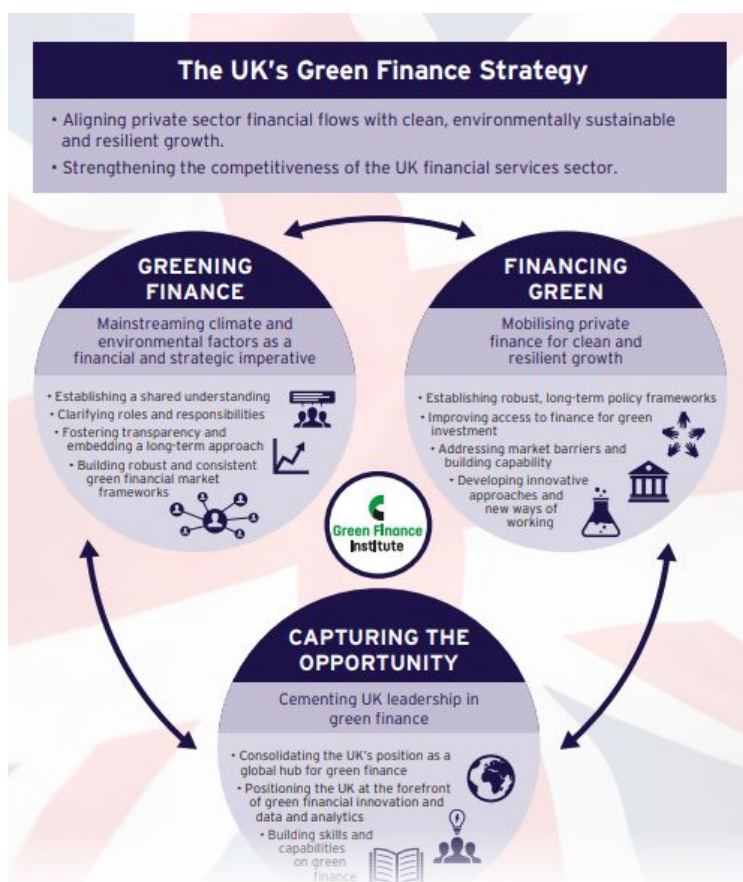 The UK's Green Finance Strategy
• Aligning private sector financial flows with clean, environmentally sustainable
and resilient growth.
• Strengthening the competitiveness of the UK financial services sector.
GREENING
FINANCE
Mainstreaming climate and
environmental factors as a
financial and strategic imperative
• Establishing a shared understanding
• Clarifying roles and responsibilities
• Fostering transparency and
embedding a long-term approach
• Building robust and consistent
green financial market
frameworks
FINANCING
GREEN
Mobilising private
finance for clean and
resilient growth
• Establishing robust, long-term policy frameworks
• Improving access to finance for green
investment
• Addressing market barriers and
building capability
• Developing innovative
approaches and
new ways of
working
Green Finance
Institute
CAPTURING THE
OPPORTUNITY
Cementing UK leadership in
green finance
• Consolidating the UK's position as a
global hub for green finance
• Positioning the UK at the forefront
of green financial innovation and
data and analytics
• Building skills and
capabilities
on green
finance